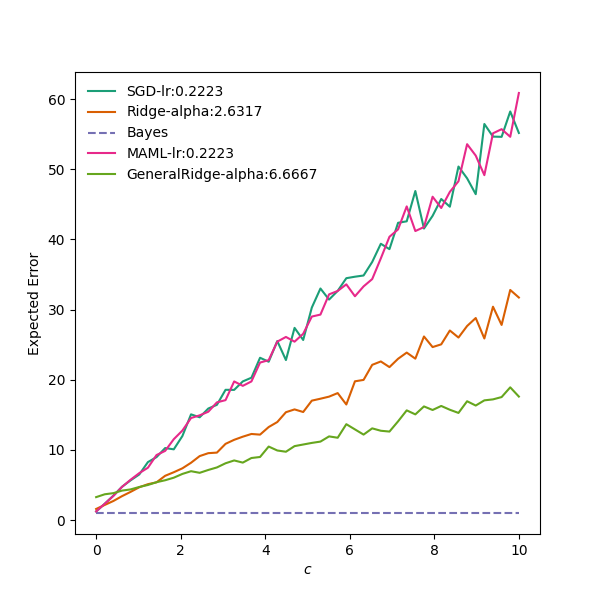 SGD-lr:0.2223
Ridge-alpha:2.6317
Bayes
MAML-lr:0.2223
GeneralRidge-alpha:6.6667
60
50
40
30
20
10
0
Expected Error
0 2 4 6 8 10
c